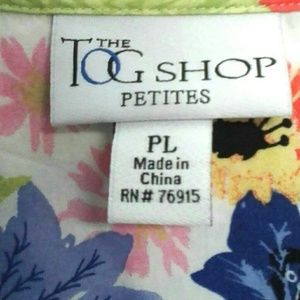 THE
TOG SHOP
PETITES
PL
Made in
China
RN# 76915